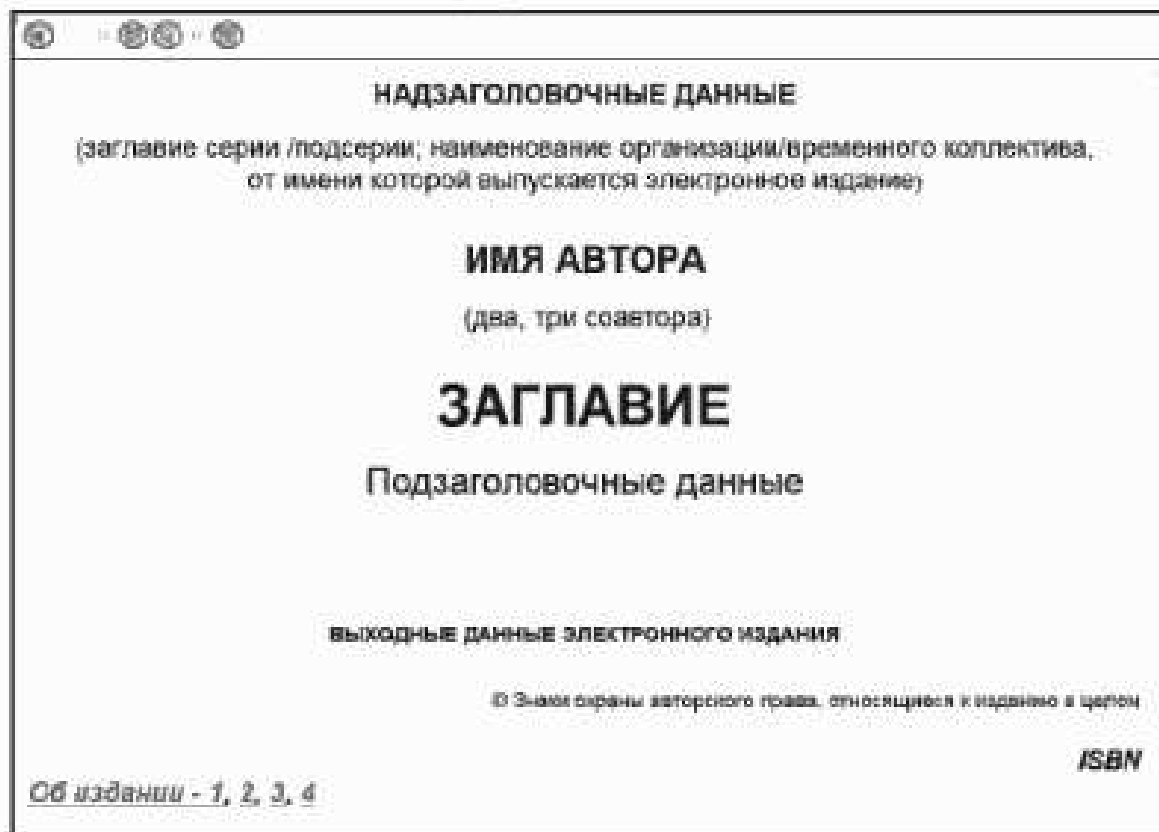 НАДЗАГОЛОВОЧНЫЕ ДАННЫЕ
(заглавие серии /подсерии; наименование организации/временного коллектива,
от имени которой выпускается электронное издание)
ИМЯ АВТОРА
(два, три соавтора)
ЗАГЛАВИЕ
Подзаголовочные данные
ВЫХОДНЫЕ ДАННЫЕ ЭЛЕКТРОННОГО ИЗДАНИЯ
© Знаки охраны авторского права, относящиеся к изданию в целом
ISBN
Об издании - 1, 2, 3, 4